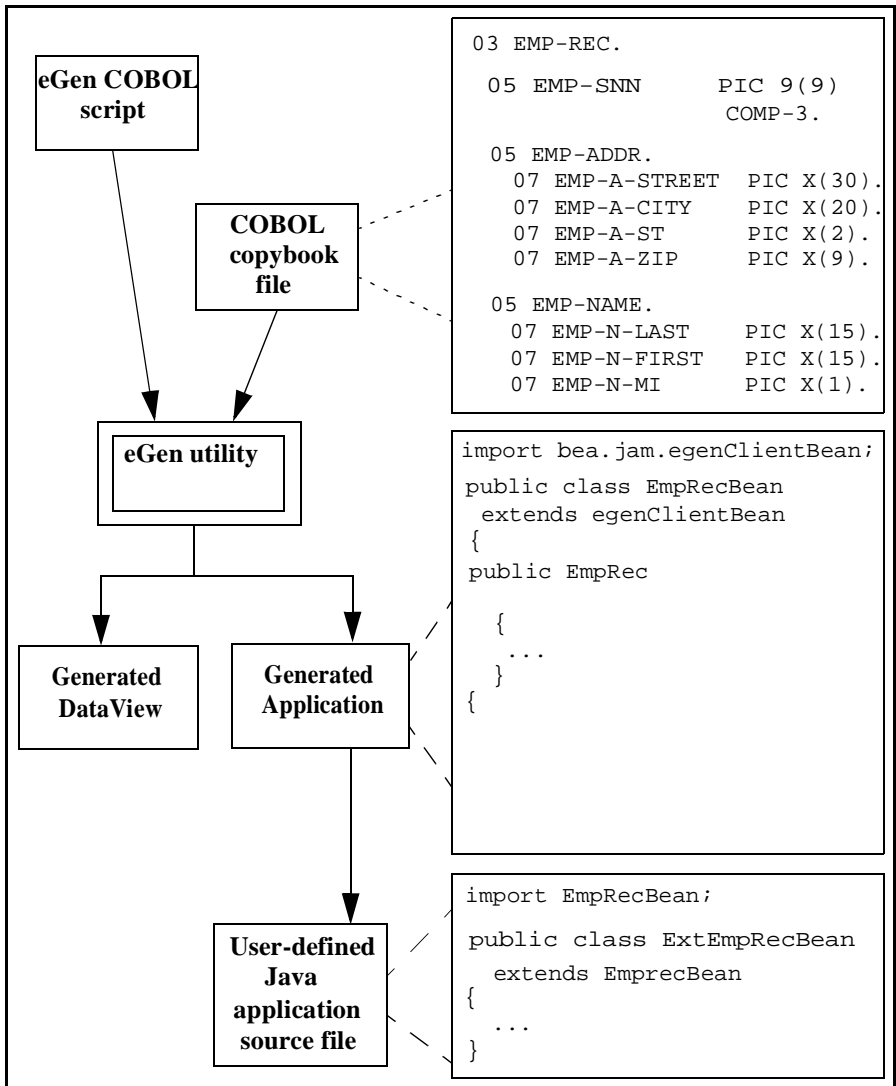 eGen COBOL
script
COBOL
copybook
file
03 EMP-REC.
05 EMP-SNN PIC 9(9)
COMP-3.
05 EMP-ADDR.
07 EMP-A-STREET PIC X(30).
07 EMP-A-CITY PIC X(20).
07 EMP-A-ST PIC X(2).
07 EMP-A-ZIP PIC X(9).
05 EMP-NAME.
07 EMP-N-LAST PIC X(15).
07 EMP-N-FIRST PIC X(15).
07 EMP-N-MI PIC X(1).
eGen utility
import bea.jam.egenClientBean;
public class EmpRecBean
extends egenClientBean
{
public EmpRec
{
...
}
{
Generated
DataView
Generated
Application
User-defined
Java
application
source file
import EmpRecBean;
public class ExtEmpRecBean
extends EmprecBean
{
...
}